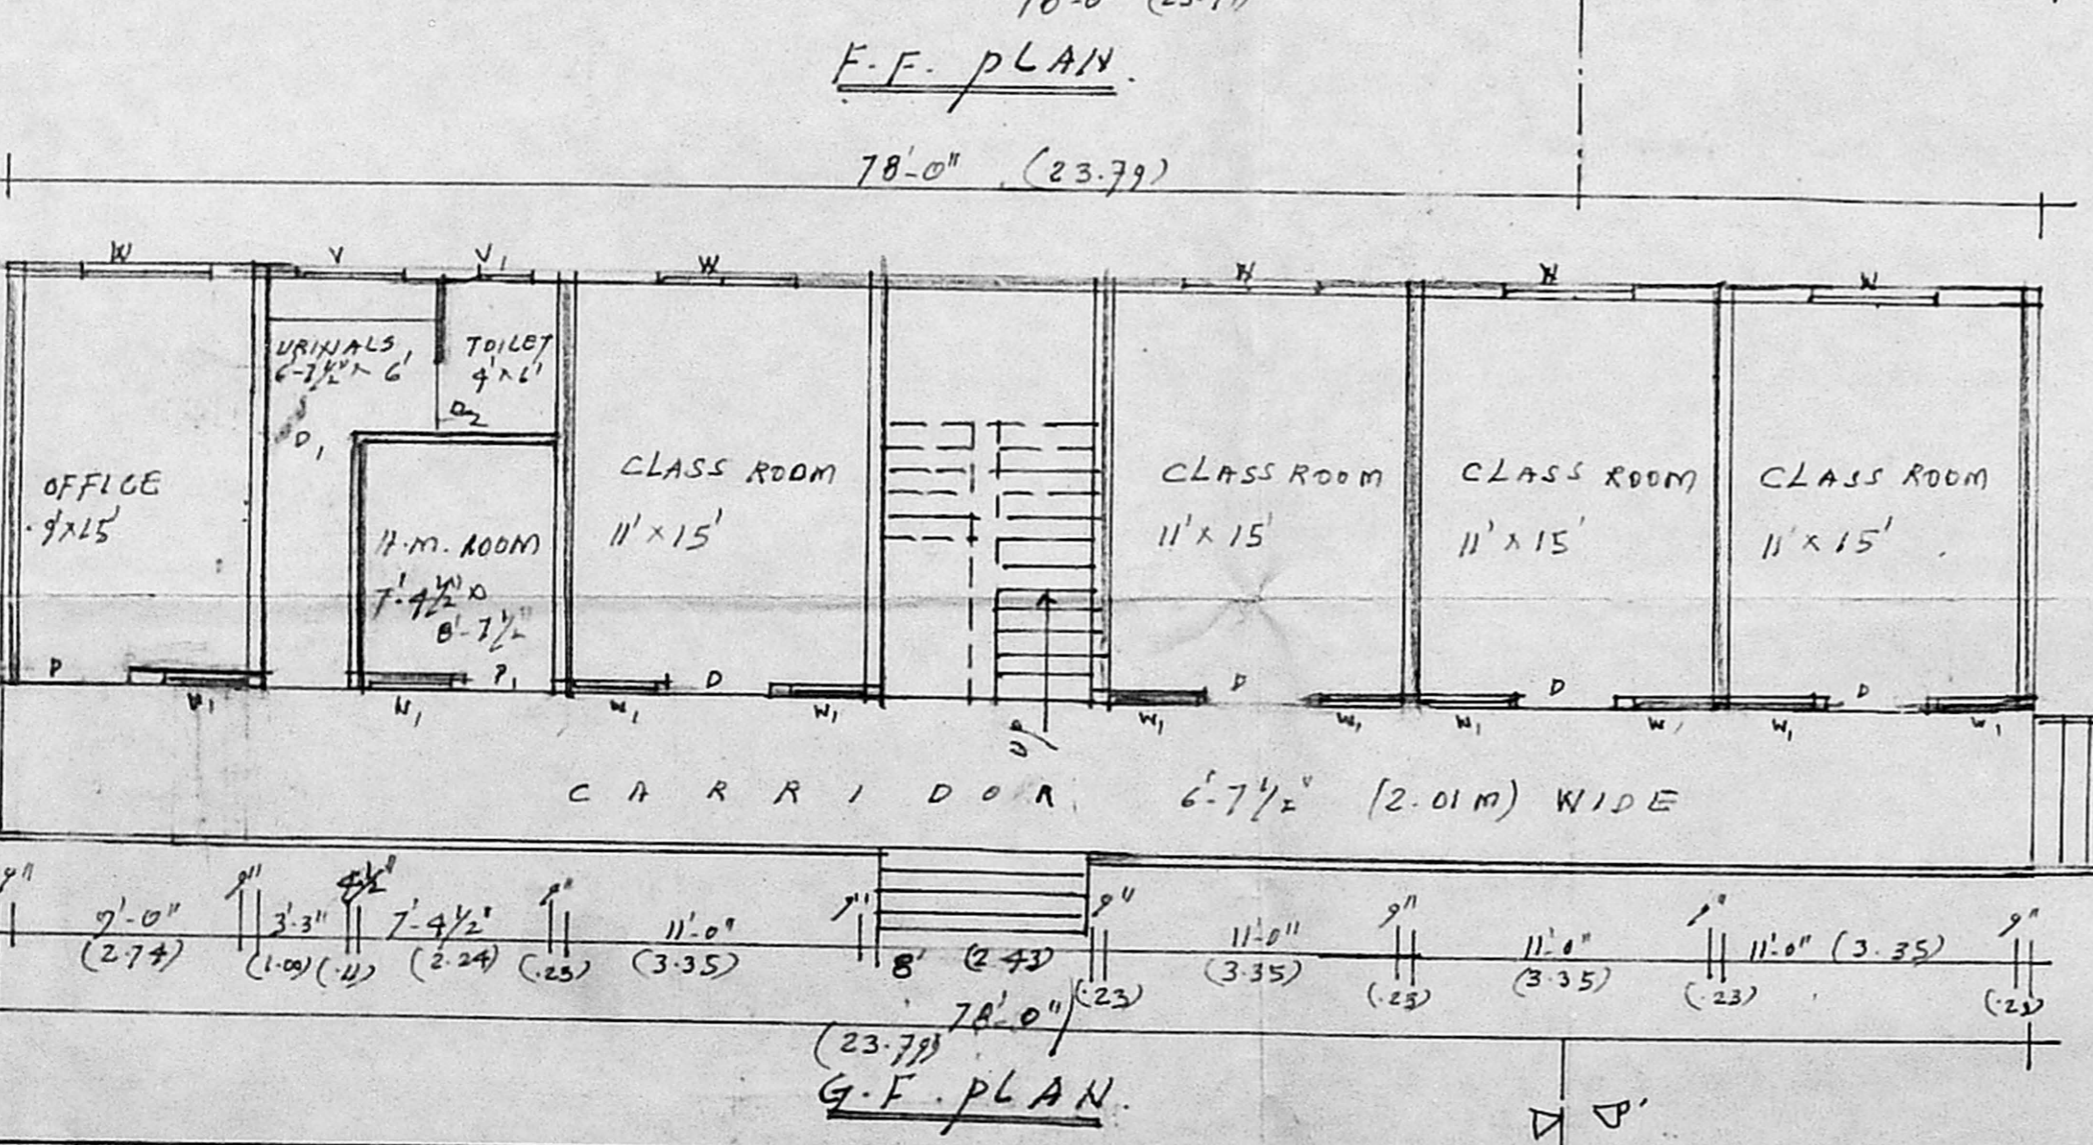 F.F. PLAN.
78'-0" (23.79)
W V V1 W W W W
URINALS
6'-7½" x 6'
TOILET
4' x 6'
D2
D1
OFFICE
9'x15'
H.M. ROOM
7'-4½" x
8'-7½"
CLASS ROOM
11' x 15'
CLASS ROOM
11' x 15'
CLASS ROOM
11' x 15'
CLASS ROOM
11' x 15'
D D D D
W1 W1 W1 W1 W1 W1 W1 W1 W1
CARRIDOR 6'-7½" (2.01M) WIDE
9" 9" 4½" 9" 9" 9" 9" 9" 9"
9'-0" 3'-3" 7'-4½" 11'-0" 8' (2.43) 11'-0" 11'-0" 11'-0" (3.35)
(2.74) (.11) (2.24) (.23) (3.35) (.23) (3.35) (.23) (3.35) (.23) (.23)
78'-0"
(23.79)
G.F. PLAN.